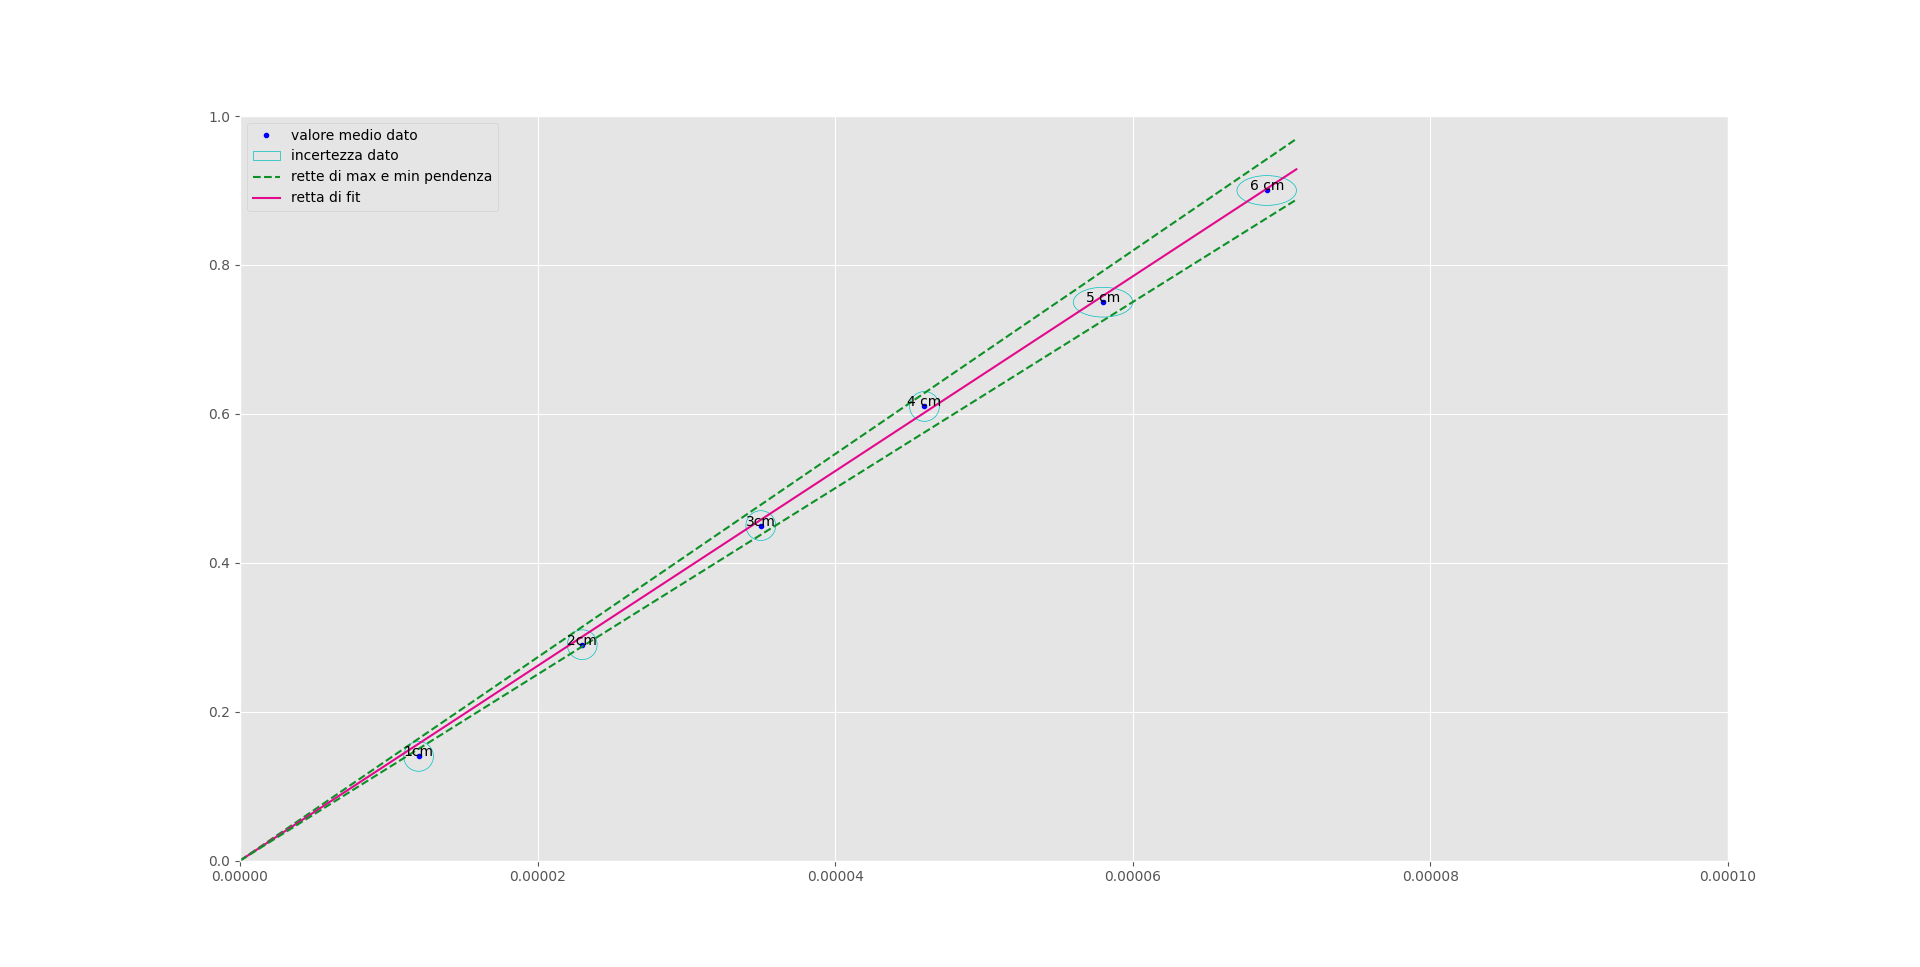 1.0
valore medio dato
incertezza dato
rette di max e min pendenza
retta di fit
6 cm
0.8
5 cm
4 cm
0.6
3cm
0.4
2cm
0.2
1cm
0.0
0.00000 0.00002 0.00004 0.00006 0.00008 0.00010